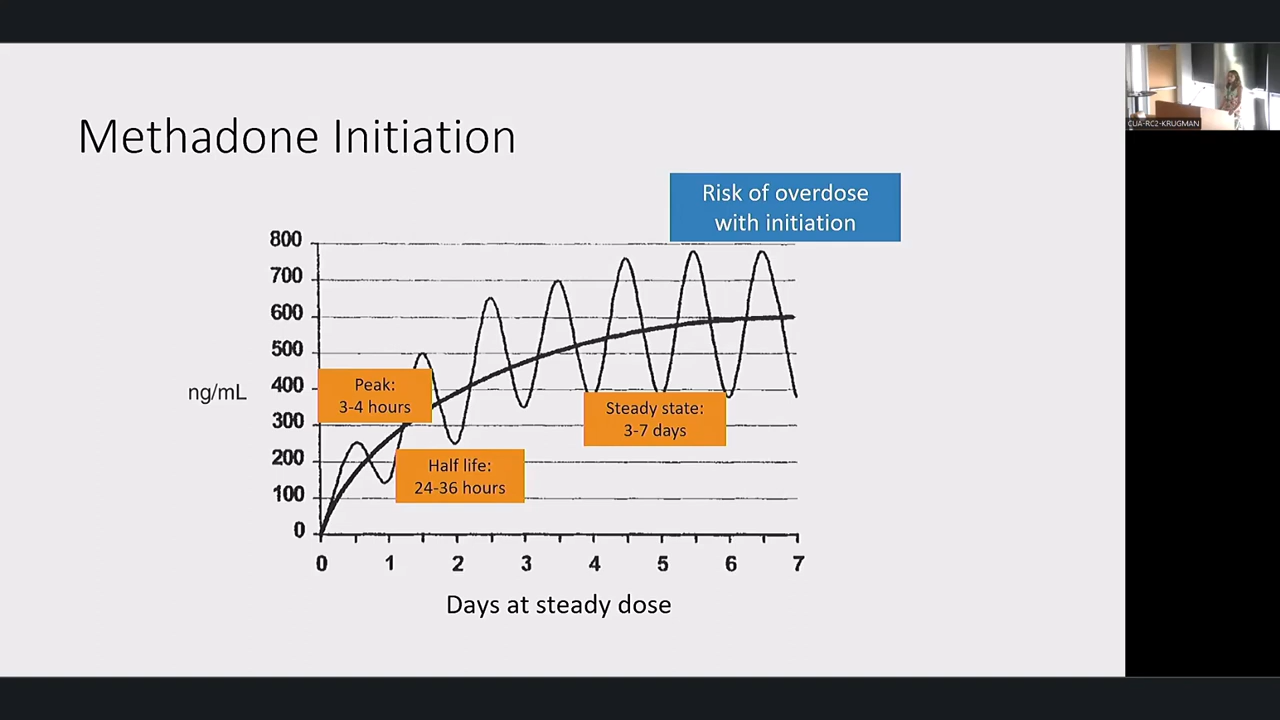 Methadone Initiation
Risk of overdose
with initiation
800
700
600
500
400
300
200
100
0
ng/mL
Peak:
3-4 hours
Half life:
24-36 hours
Steady state:
3-7 days
0 1 2 3 4 5 6 7
Days at steady dose
CUA-RC2-KRUGMAN